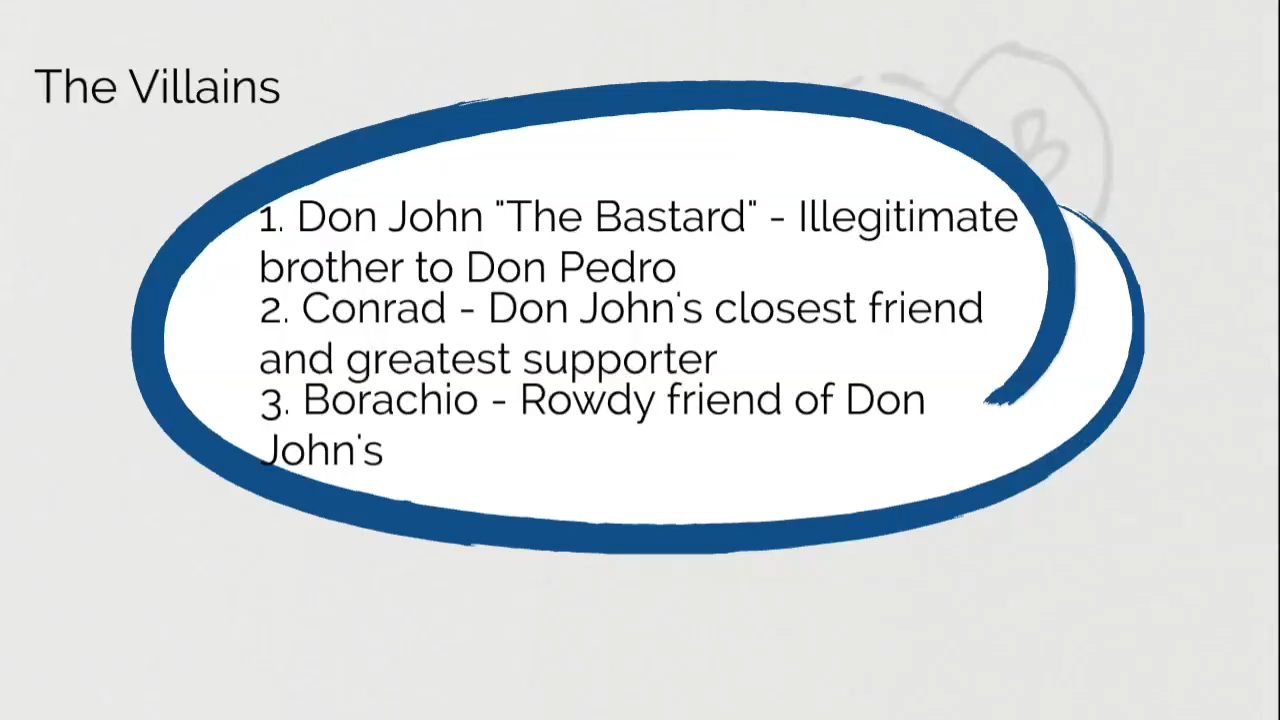 The Villains
1. Don John "The Bastard" - Illegitimate
brother to Don Pedro
2. Conrad - Don John's closest friend
and greatest supporter
3. Borachio - Rowdy friend of Don
John's
B